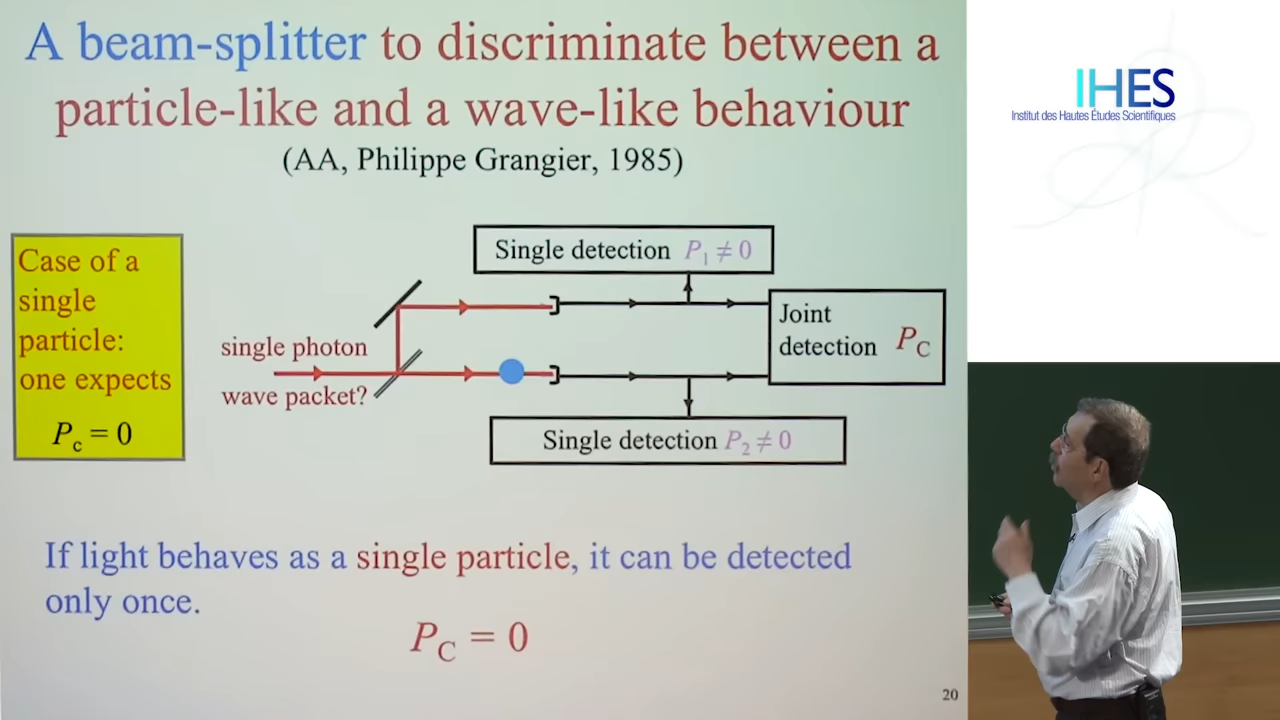 A beam-splitter to discriminate between a
particle-like and a wave-like behaviour
(AA, Philippe Grangier, 1985)
IHES
Institut des Hautes Études Scientifiques
Case of a
single
particle:
one expects
Pc = 0
Single detection P1 ≠ 0
single photon
wave packet?
Joint
detection PC
Single detection P2 ≠ 0
If light behaves as a single particle, it can be detected
only once.
PC = 0
20